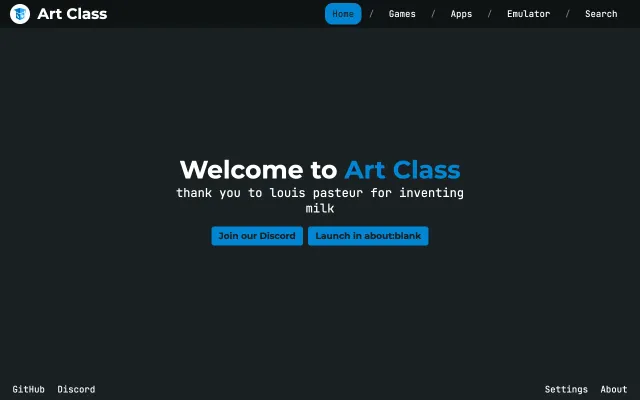 Art Class
Home / Games / Apps / Emulator / Search
Welcome to Art Class
thank you to louis pasteur for inventing
milk
Join our Discord Launch in about:blank
GitHub Discord Settings About